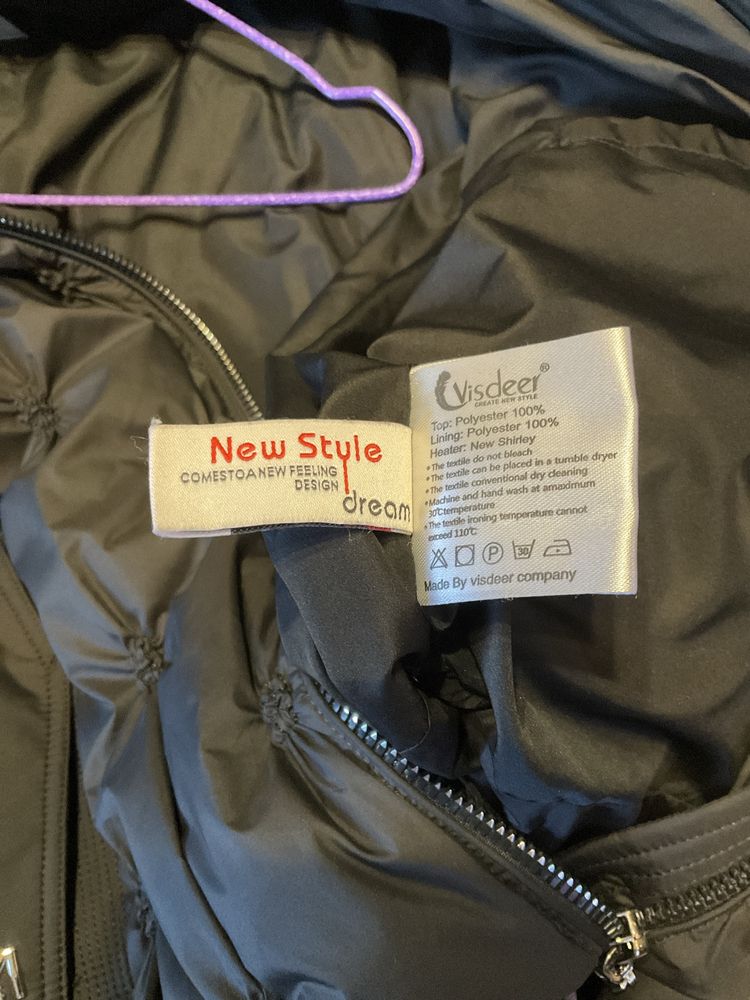 New Style
COMESTOANEW FEELING
DESIGN
dream
Visdeer®
CREATE NEW STYLE
Top: Polyester 100%
Lining: Polyester 100%
Heater: New Shirley
•The textile do not bleach
•The textile can be placed in a tumble dryer
•The textile conventional dry cleaning
•Machine and hand wash at amaximum
30℃temperature
•The textile ironing temperature cannot
exceed 110℃
P 30
Made By visdeer company